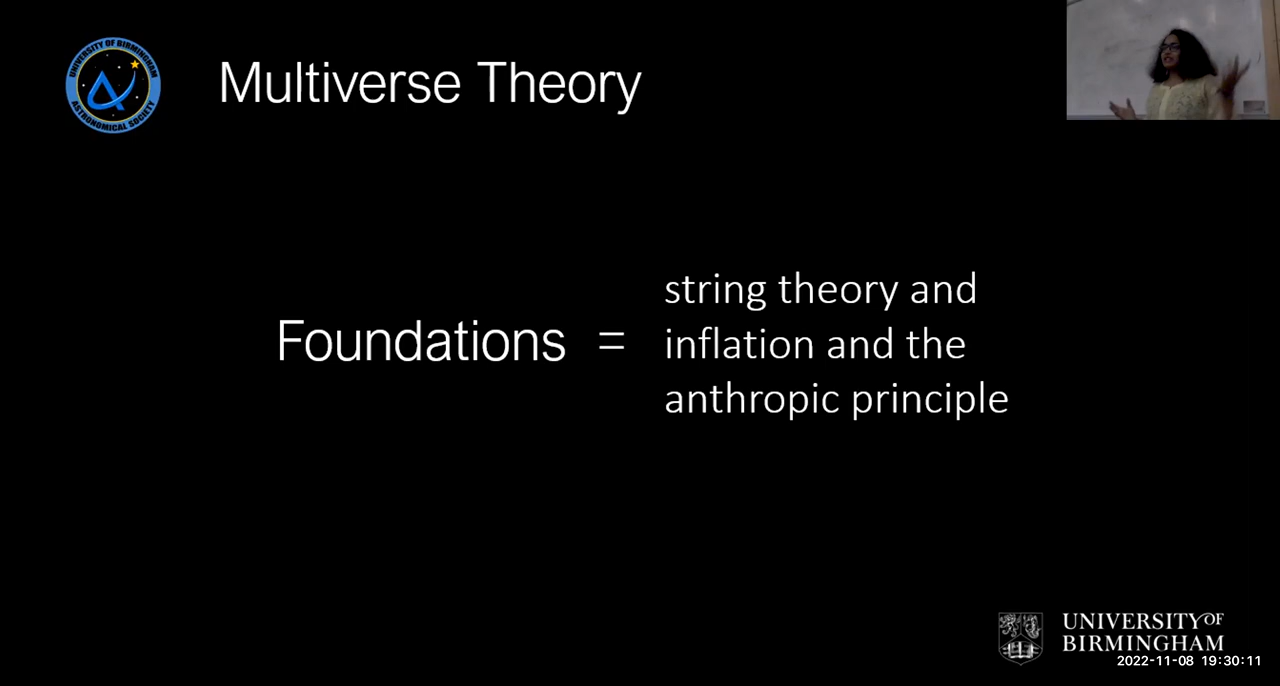 UNIVERSITY OF BIRMINGHAM
ASTRONOMICAL SOCIETY
Multiverse Theory
Foundations = string theory and
inflation and the
anthropic principle
UNIVERSITY OF
BIRMINGHAM
2022-11-08 19:30:11